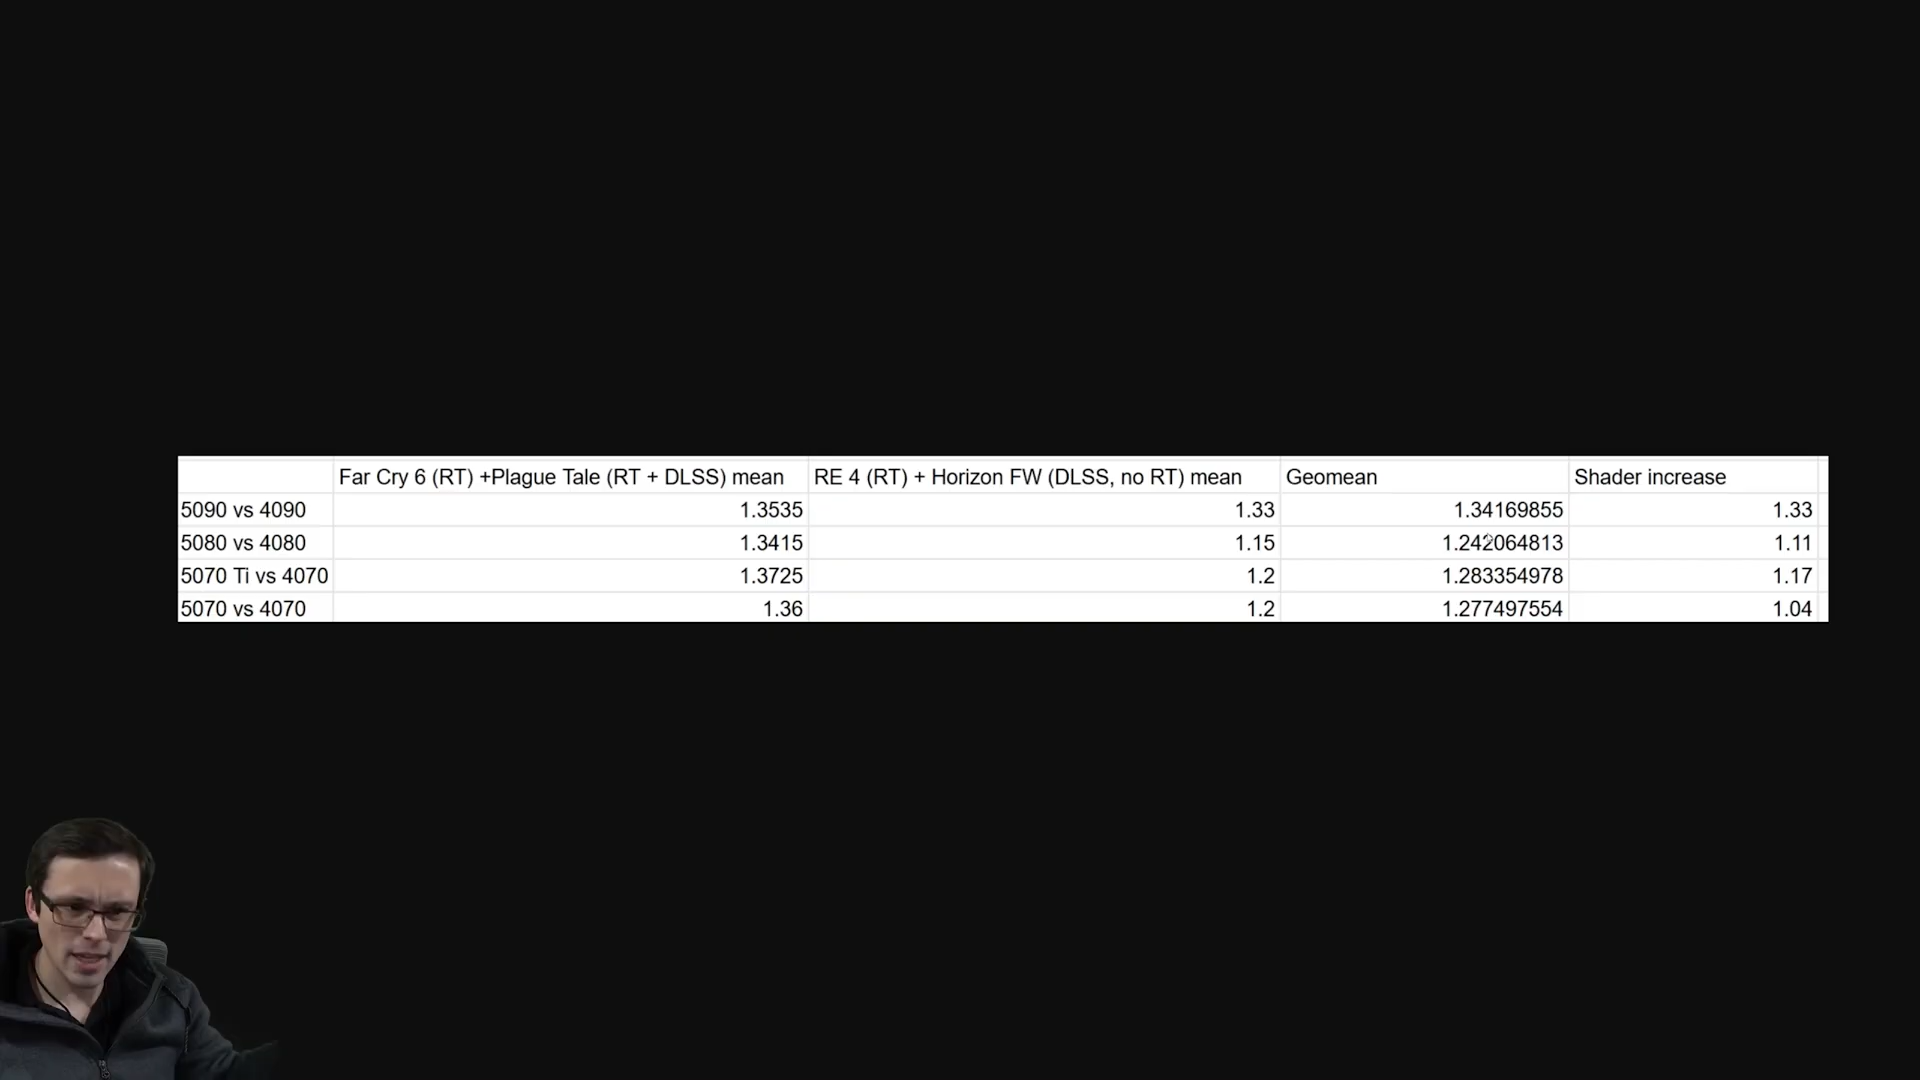 Far Cry 6 (RT) +Plague Tale (RT + DLSS) mean RE 4 (RT) + Horizon FW (DLSS, no RT) mean Geomean Shader increase
5090 vs 4090 1.3535 1.33 1.34169855 1.33
5080 vs 4080 1.3415 1.15 1.242064813 1.11
5070 Ti vs 4070 1.3725 1.2 1.283354978 1.17
5070 vs 4070 1.36 1.2 1.277497554 1.04